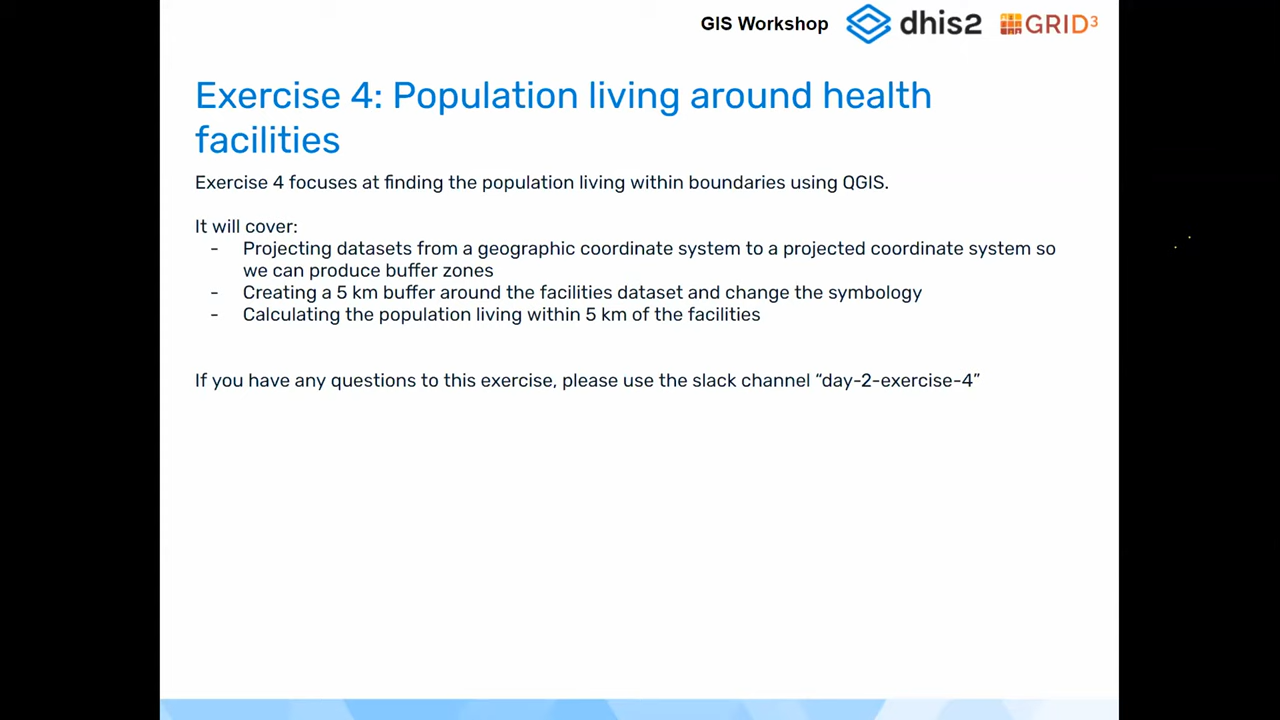 GIS Workshop dhis2 GRID3
Exercise 4: Population living around health
facilities
Exercise 4 focuses at finding the population living within boundaries using QGIS.
It will cover:
- Projecting datasets from a geographic coordinate system to a projected coordinate system so
we can produce buffer zones
- Creating a 5 km buffer around the facilities dataset and change the symbology
- Calculating the population living within 5 km of the facilities
If you have any questions to this exercise, please use the slack channel “day-2-exercise-4”